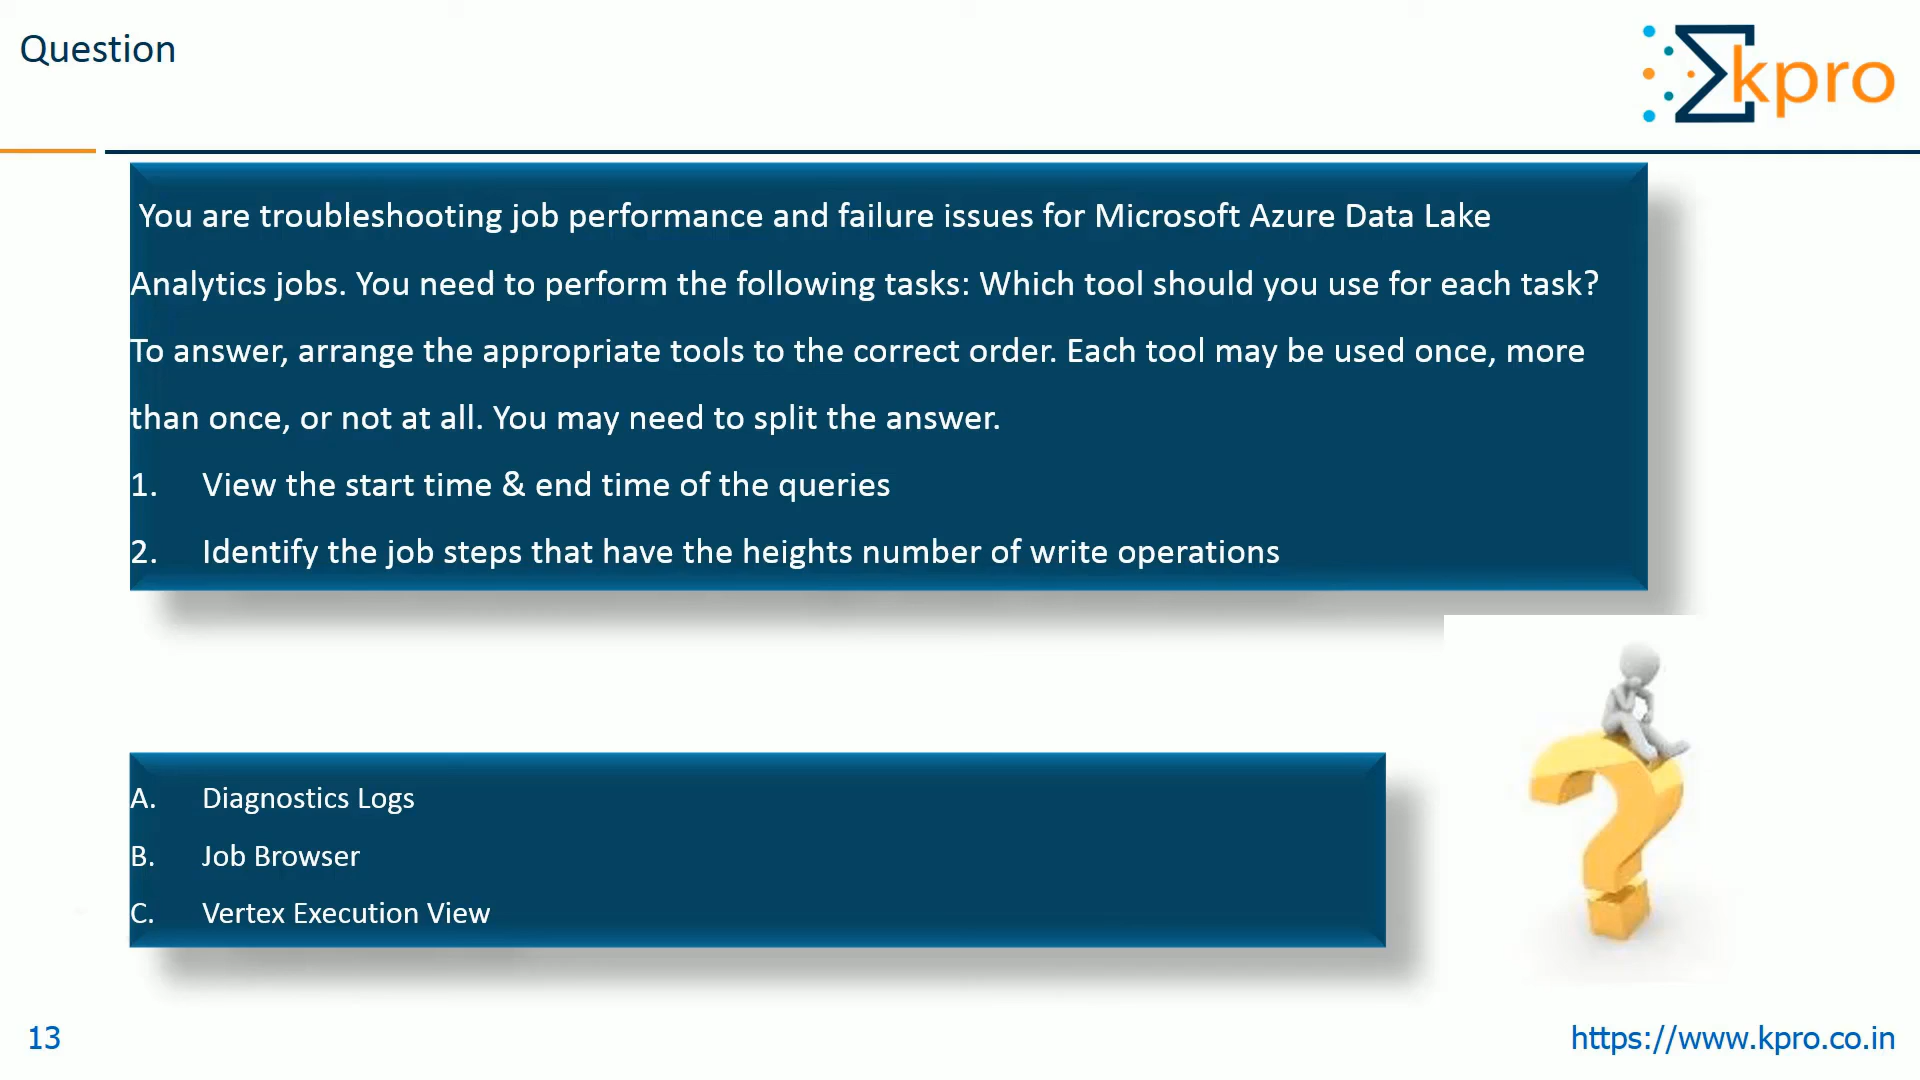 Question
kpro
You are troubleshooting job performance and failure issues for Microsoft Azure Data Lake
Analytics jobs. You need to perform the following tasks: Which tool should you use for each task?
To answer, arrange the appropriate tools to the correct order. Each tool may be used once, more
than once, or not at all. You may need to split the answer.
1. View the start time & end time of the queries
2. Identify the job steps that have the heights number of write operations
A. Diagnostics Logs
B. Job Browser
C. Vertex Execution View
13
https://www.kpro.co.in